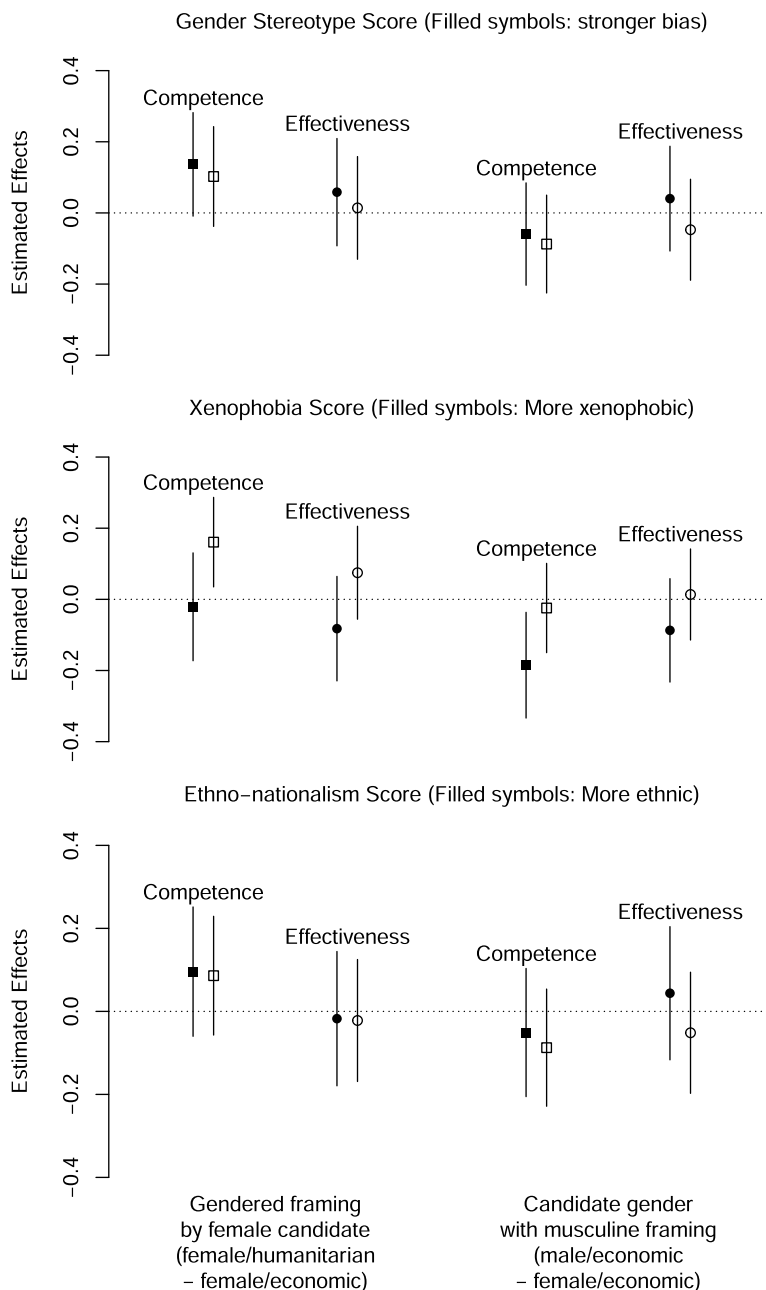 Gender Stereotype Score (Filled symbols: stronger bias)
Estimated Effects
0.4
0.2
0.0
−0.2
−0.4
Competence
Effectiveness
Competence
Effectiveness
Xenophobia Score (Filled symbols: More xenophobic)
Estimated Effects
0.4
0.2
0.0
−0.2
−0.4
Competence
Effectiveness
Competence
Effectiveness
Ethno−nationalism Score (Filled symbols: More ethnic)
Estimated Effects
0.4
0.2
0.0
−0.2
−0.4
Competence
Effectiveness
Competence
Effectiveness
Gendered framing
by female candidate
(female/humanitarian
− female/economic)
Candidate gender
with musculine framing
(male/economic
− female/economic)